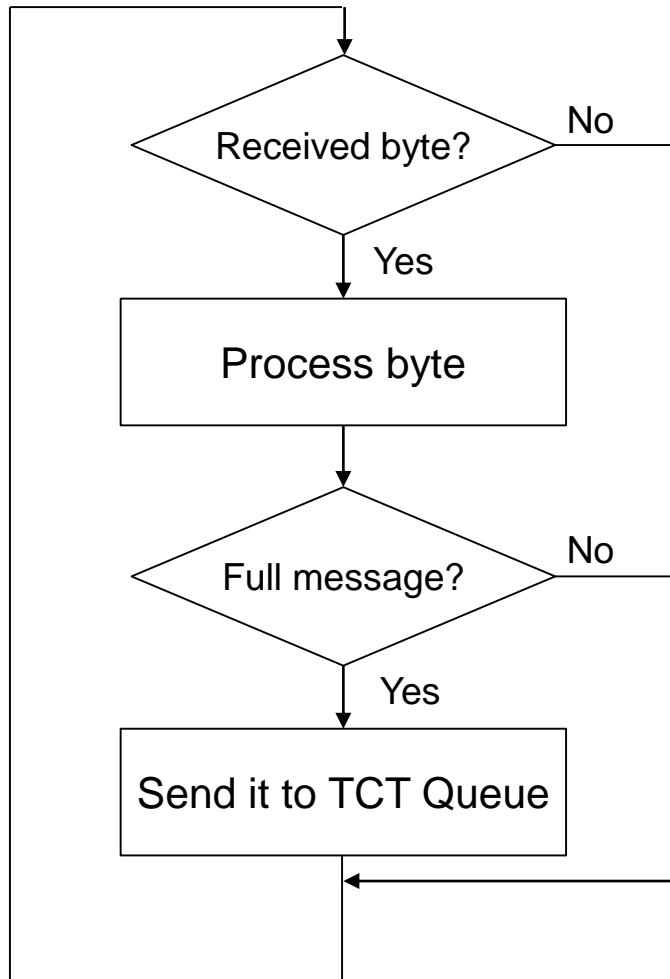 Received byte?
No
Yes
Process byte
Full message?
No
Yes
Send it to TCT Queue